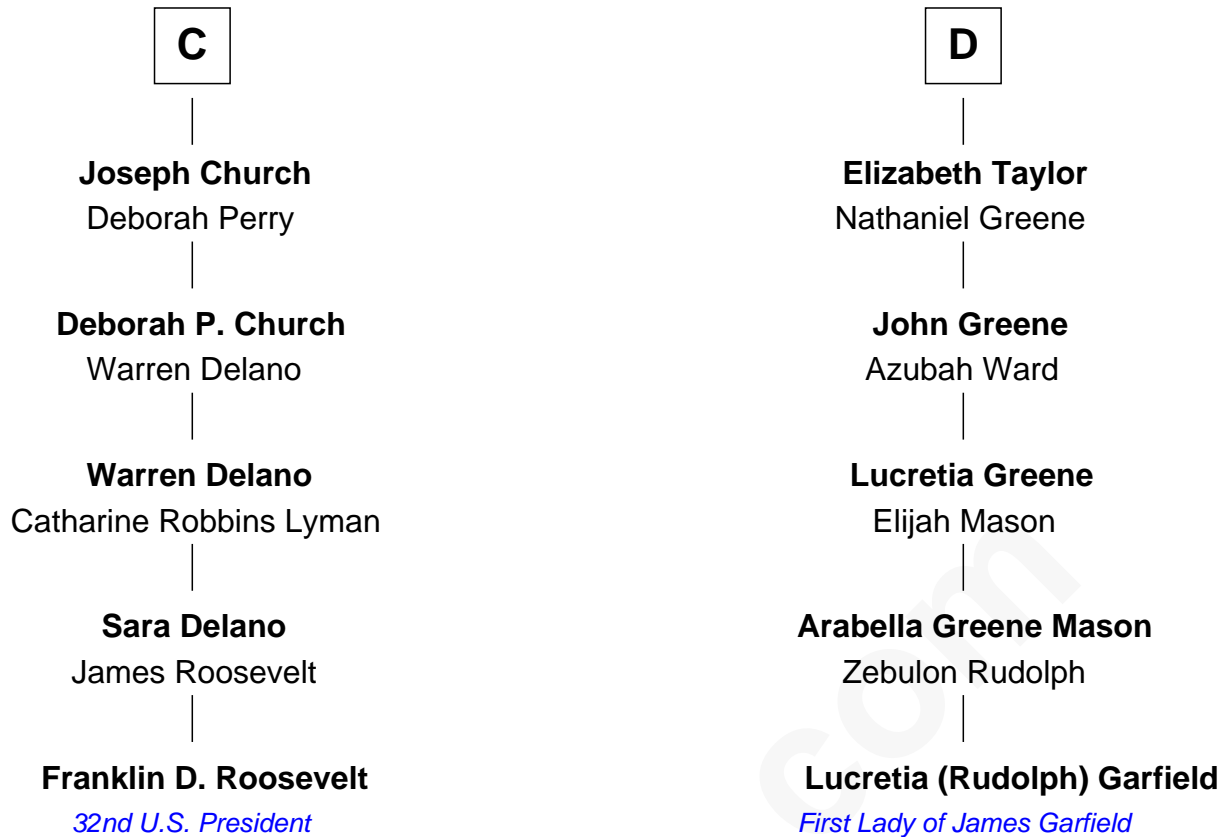 C
Joseph Church
Deborah Perry
Deborah P. Church
Warren Delano
Warren Delano
Catharine Robbins Lyman
Sara Delano
James Roosevelt
Franklin D. Roosevelt
32nd U.S. President
D
Elizabeth Taylor
Nathaniel Greene
John Greene
Azubah Ward
Lucretia Greene
Elijah Mason
Arabella Greene Mason
Zebulon Rudolph
Lucretia (Rudolph) Garfield
First Lady of James Garfield
com